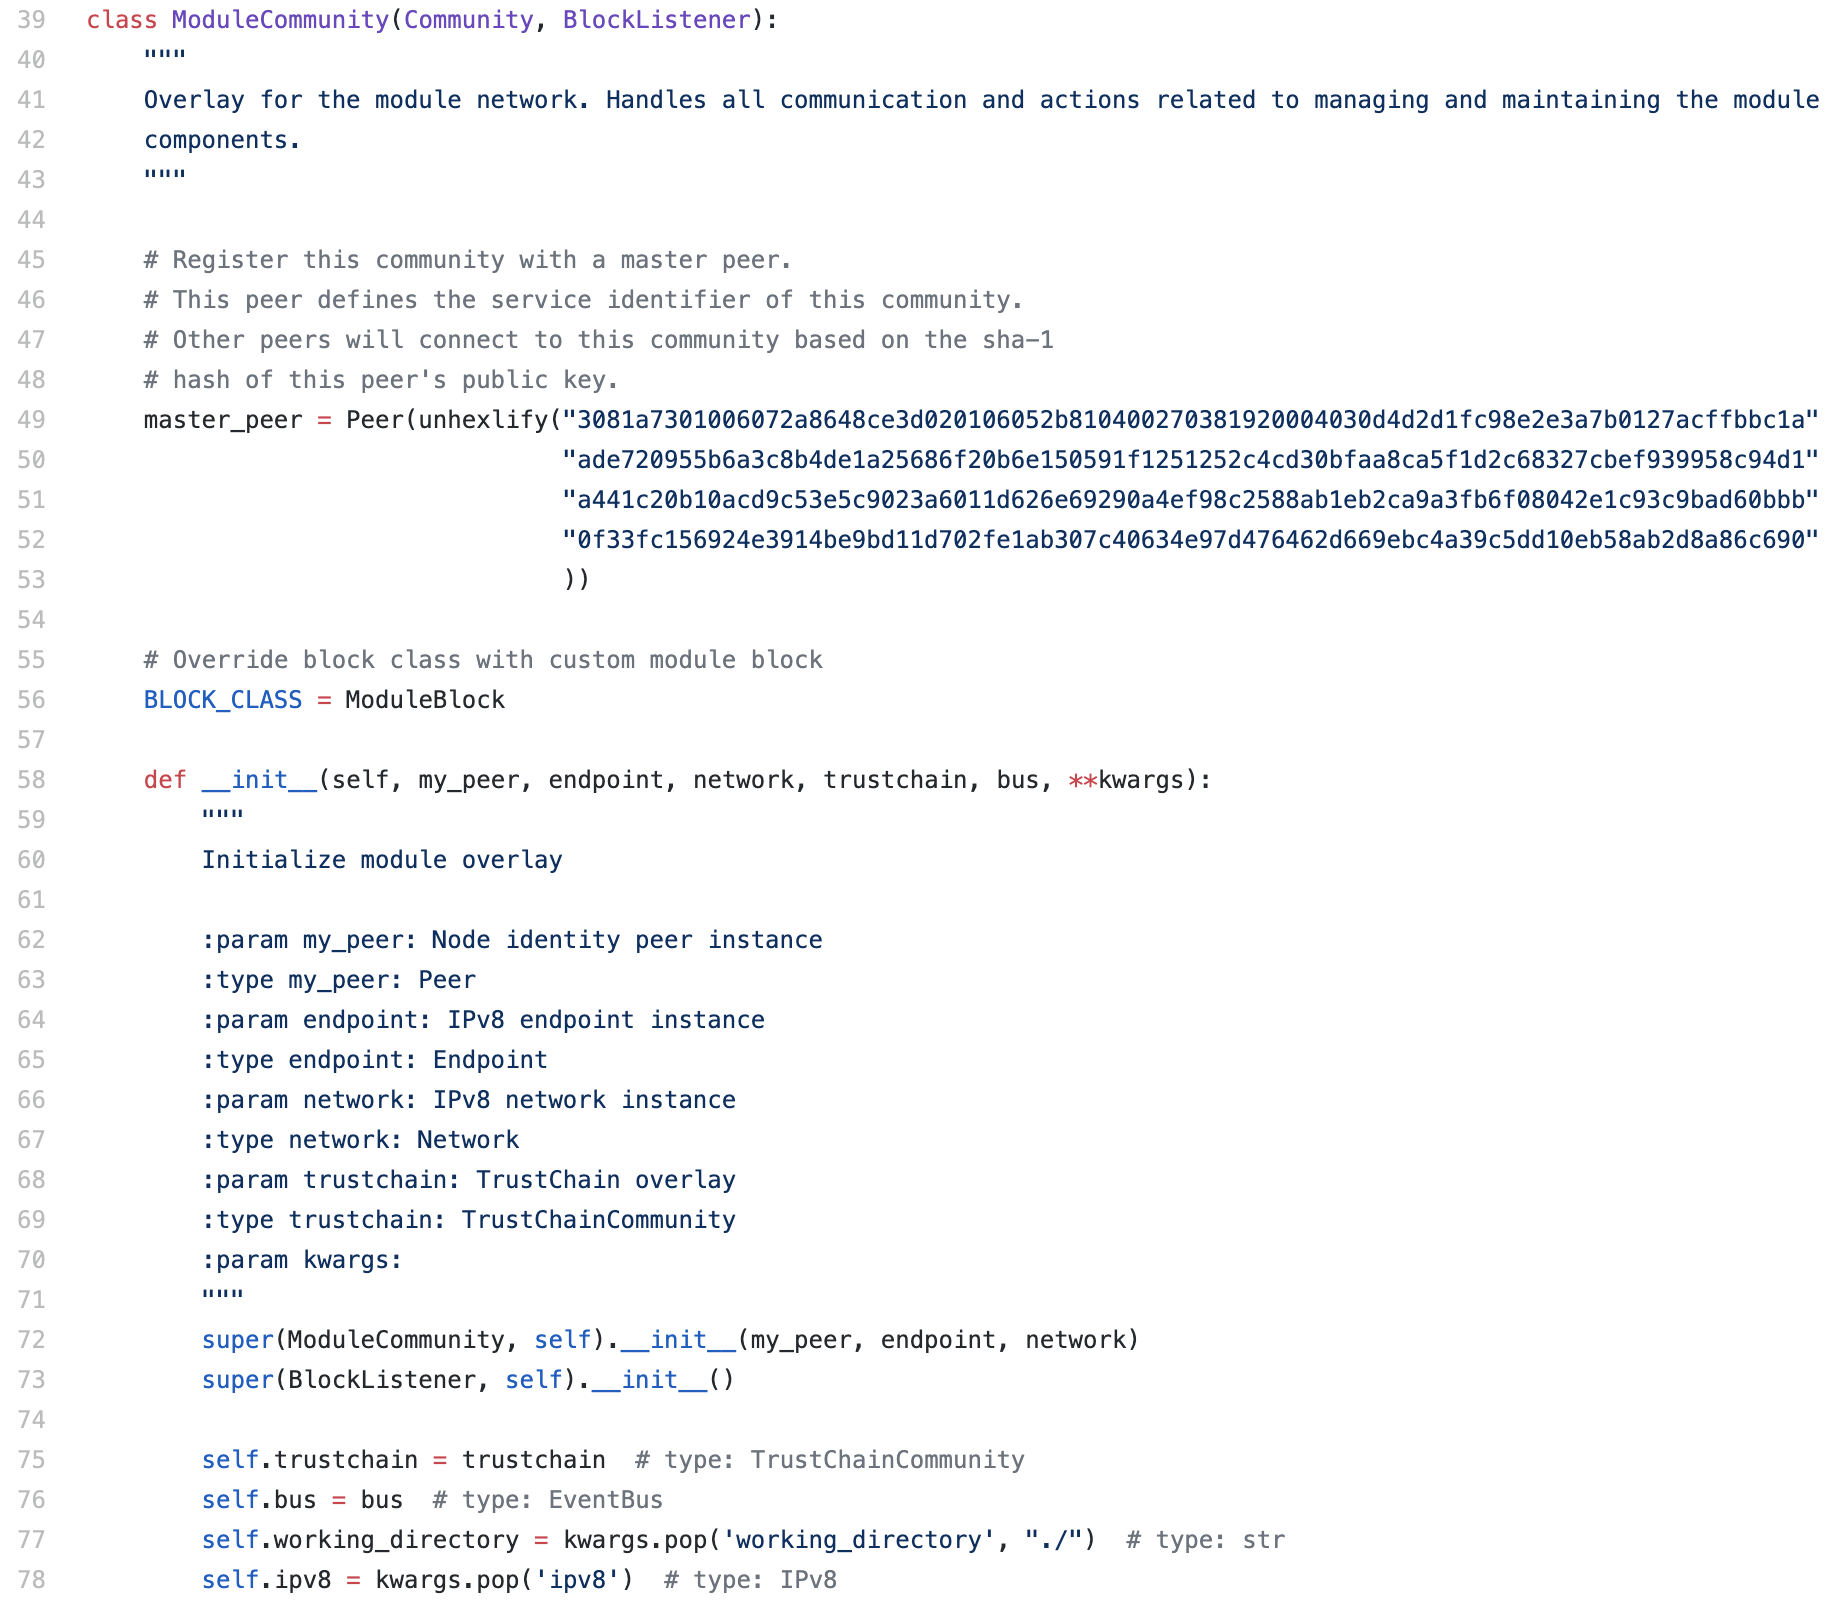 39 class ModuleCommunity(Community, BlockListener):
40 """
41 Overlay for the module network. Handles all communication and actions related to managing and maintaining the module
42 components.
43 """
44
45 # Register this community with a master peer.
46 # This peer defines the service identifier of this community.
47 # Other peers will connect to this community based on the sha-1
48 # hash of this peer's public key.
49 master_peer = Peer(unhexlify("3081a7301006072a8648ce3d020106052b810400270381920004030d4d2d1fc98e2e3a7b0127acffbbc1a"
50 "ade720955b6a3c8b4de1a25686f20b6e150591f1251252c4cd30bfaa8ca5f1d2c68327cbef939958c94d1"
51 "a441c20b10acd9c53e5c9023a6011d626e69290a4ef98c2588ab1eb2ca9a3fb6f08042e1c93c9bad60bbb"
52 "0f33fc156924e3914be9bd11d702fe1ab307c40634e97d476462d669ebc4a39c5dd10eb58ab2d8a86c690"
53 ))
54
55 # Override block class with custom module block
56 BLOCK_CLASS = ModuleBlock
57
58 def __init__(self, my_peer, endpoint, network, trustchain, bus, **kwargs):
59 """
60 Initialize module overlay
61
62 :param my_peer: Node identity peer instance
63 :type my_peer: Peer
64 :param endpoint: IPv8 endpoint instance
65 :type endpoint: Endpoint
66 :param network: IPv8 network instance
67 :type network: Network
68 :param trustchain: TrustChain overlay
69 :type trustchain: TrustChainCommunity
70 :param kwargs:
71 """
72 super(ModuleCommunity, self).__init__(my_peer, endpoint, network)
73 super(BlockListener, self).__init__()
74
75 self.trustchain = trustchain  # type: TrustChainCommunity
76 self.bus = bus  # type: EventBus
77 self.working_directory = kwargs.pop('working_directory', "./")  # type: str
78 self.ipv8 = kwargs.pop('ipv8')  # type: IPv8